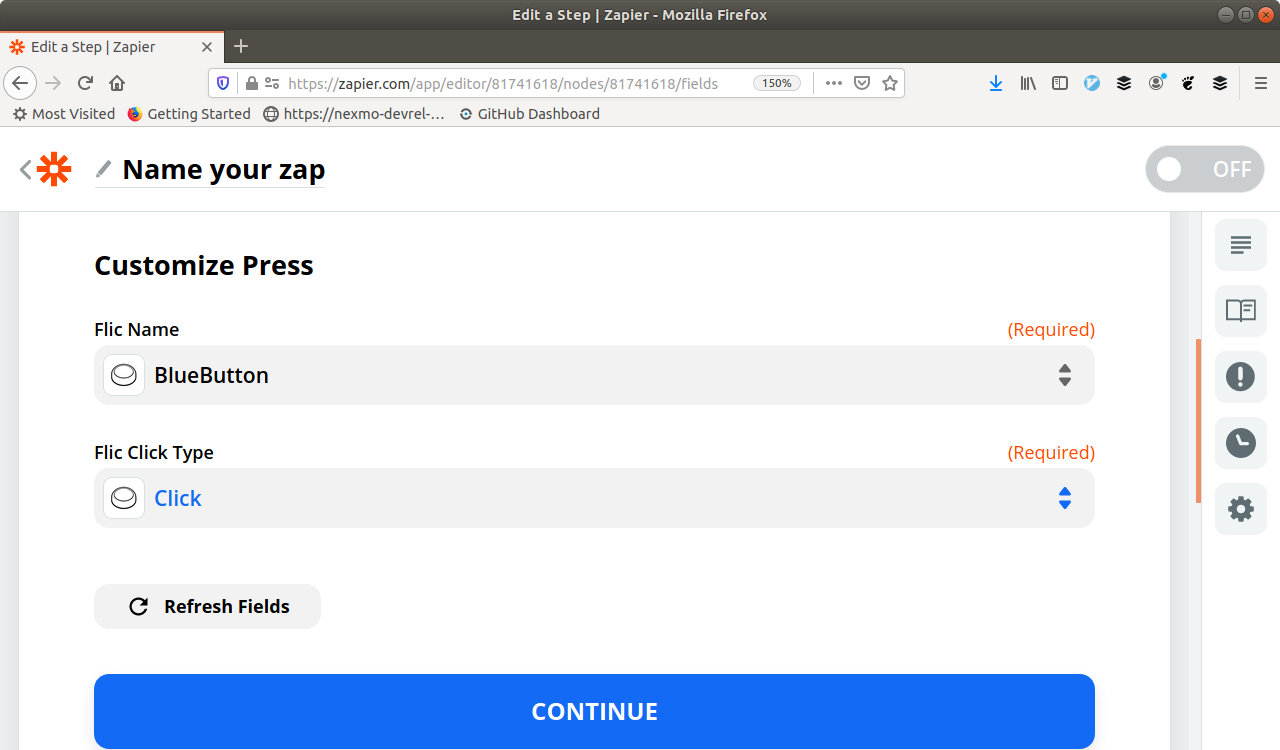 Edit a Step | Zapier - Mozilla Firefox
Edit a Step | Zapier
https://zapier.com/app/editor/81741618/nodes/81741618/fields
150%
Most Visited
Getting Started
https://nexmo-devrel-…
GitHub Dashboard
Name your zap
OFF
Customize Press
Flic Name
(Required)
BlueButton
Flic Click Type
(Required)
Click
Refresh Fields
CONTINUE